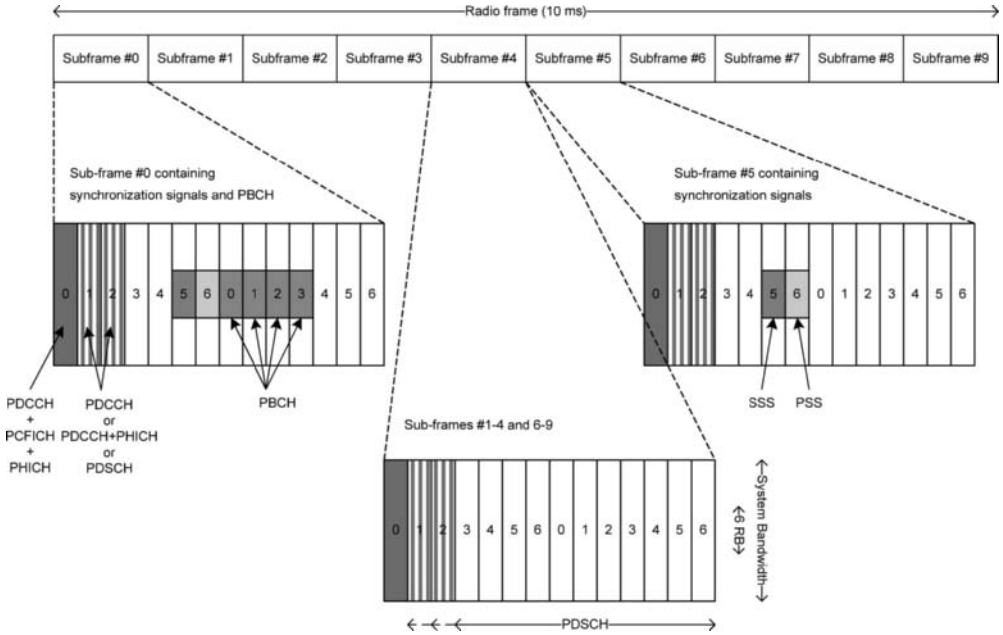 Radio frame (10 ms)
Subframe #0 Subframe #1 Subframe #2 Subframe #3 Subframe #4 Subframe #5 Subframe #6 Subframe #7 Subframe #8 Subframe #9
Sub-frame #0 containing
synchronization signals and PBCH
Sub-frame #5 containing
synchronization signals
0 1 2 3 4 5 6 0 1 2 3 4 5 6
0 1 2 3 4 5 6 0 1 2 3 4 5 6
PDCCH
+
PCFICH
+
PHICH
PDCCH
or
PDCCH+PHICH
or
PDSCH
PBCH
SSS
PSS
Sub-frames #1-4 and 6-9
0 1 2 3 4 5 6 0 1 2 3 4 5 6
6 RB
System Bandwidth
PDSCH